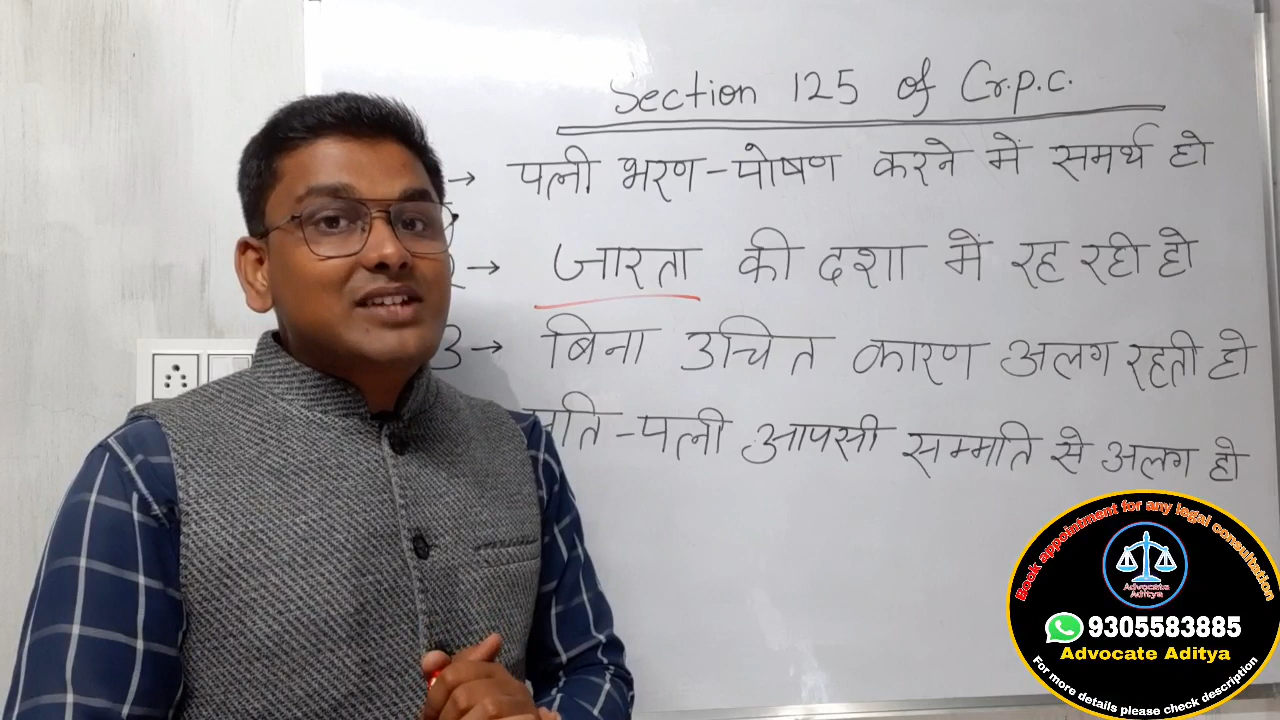 Section 125 of Cr.p.c.
→ पत्नी भरण-पोषण करने में समर्थ हो
2→ जारता की दशा में रह रही हो
3→ बिना उचित कारण अलग रहती हो
पति-पत्नी आपसी सम्मति से अलग हो
Book appointment for any legal consultation
Advocate Aditya
9305583885
Advocate Aditya
For more details please check description